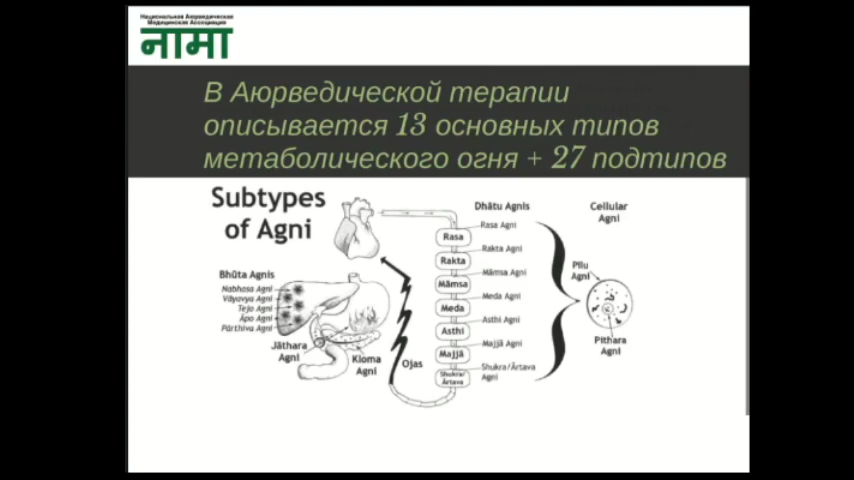 Национальная Аюрведическая
Медицинская Ассоциация
नामा
В Аюрведической терапии
описывается 13 основных типов
метаболического огня + 27 подтипов
Subtypes
of Agni
Bhūta Agnis
Nabhasa Agni
Vāyavya Agni
Teja Agni
Āpo Agni
Pārthiva Agni
Jāthara
Agni
Kloma
Agni
Ojas
Dhātu Agnis
Rasa Agni
Rasa
Rakta Agni
Rakta
Māmsa Agni
Māmsa
Meda Agni
Meda
Asthi Agni
Asthi
Majjā Agni
Majjā
Shukra/Ārtava
Agni
Shukra/
Ārtava
Cellular
Agni
Pīlu
Agni
Pithara
Agni